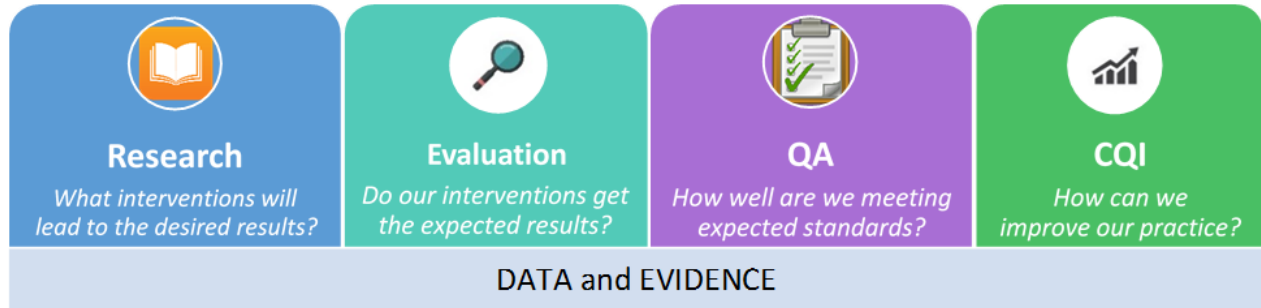 Research
What interventions will
lead to the desired results?
Evaluation
Do our interventions get
the expected results?
QA
How well are we meeting
expected standards?
CQI
How can we
improve our practice?
DATA and EVIDENCE